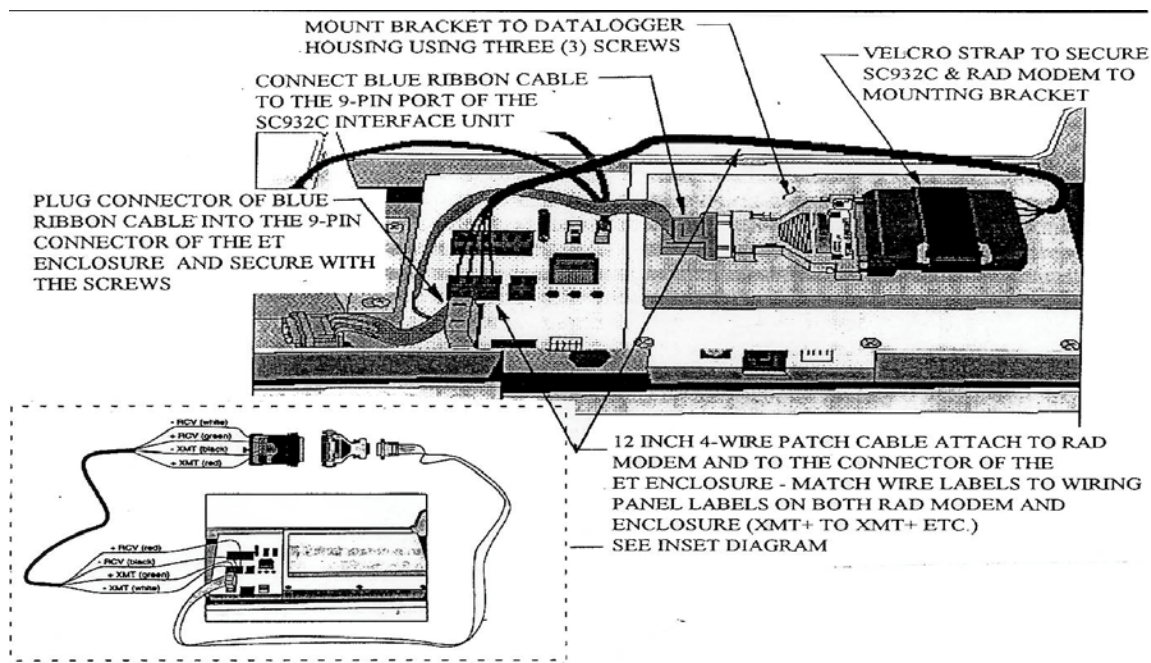 MOUNT BRACKET TO DATALOGGER
HOUSING USING THREE (3) SCREWS
VELCRO STRAP TO SECURE
SC932C & RAD MODEM TO
MOUNTING BRACKET
CONNECT BLUE RIBBON CABLE
TO THE 9-PIN PORT OF THE
SC932C INTERFACE UNIT
PLUG CONNECTOR OF BLUE
RIBBON CABLE INTO THE 9-PIN
CONNECTOR OF THE ET
ENCLOSURE AND SECURE WITH
THE SCREWS
- RCV (white)
+ RCV (green)
- XMT (black)
+ XMT (red)
+ RCV (red)
- RCV (black)
+ XMT (green)
- XMT (white)
12 INCH 4-WIRE PATCH CABLE ATTACH TO RAD
MODEM AND TO THE CONNECTOR OF THE
ET ENCLOSURE - MATCH WIRE LABELS TO WIRING
PANEL LABELS ON BOTH RAD MODEM AND
ENCLOSURE (XMT+ TO XMT+ ETC.)
SEE INSET DIAGRAM